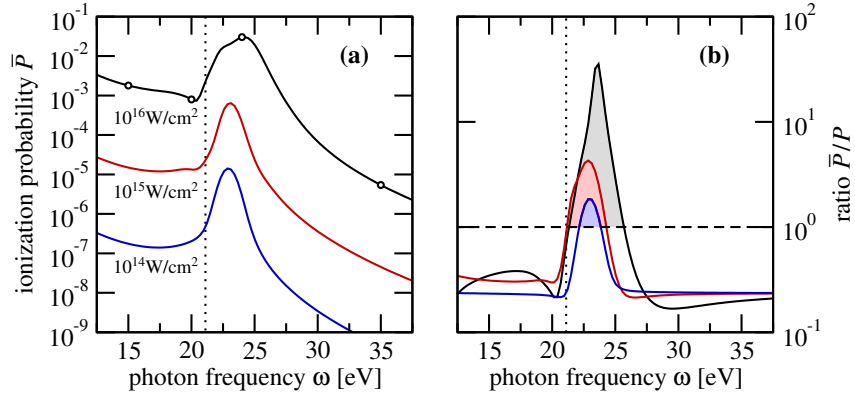 (a)
ionization probability P̅
10⁻¹
10⁻²
10⁻³
10⁻⁴
10⁻⁵
10⁻⁶
10⁻⁷
10⁻⁸
10⁻⁹
10¹⁶W/cm²
10¹⁵W/cm²
10¹⁴W/cm²
15 20 25 30 35
photon frequency ω [eV]
(b)
10²
10¹
10⁰
10⁻¹
ratio P̅/P
15 20 25 30 35
photon frequency ω [eV]